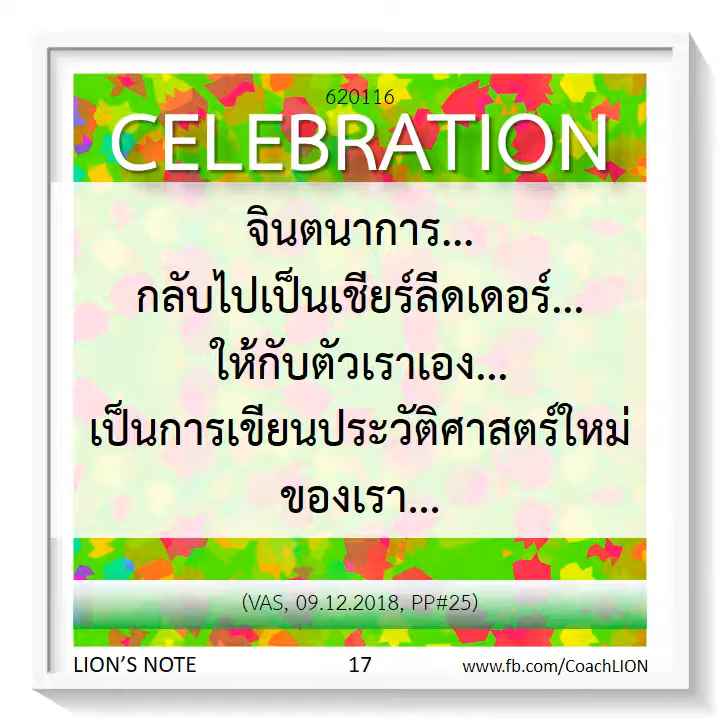 620116
CELEBRATION
จินตนาการ...
กลับไปเป็นเชียร์ลีดเดอร์...
ให้กับตัวเราเอง...
เป็นการเขียนประวัติศาสตร์ใหม่
ของเรา...
(VAS, 09.12.2018, PP#25)
LION'S NOTE 17 www.fb.com/CoachLION